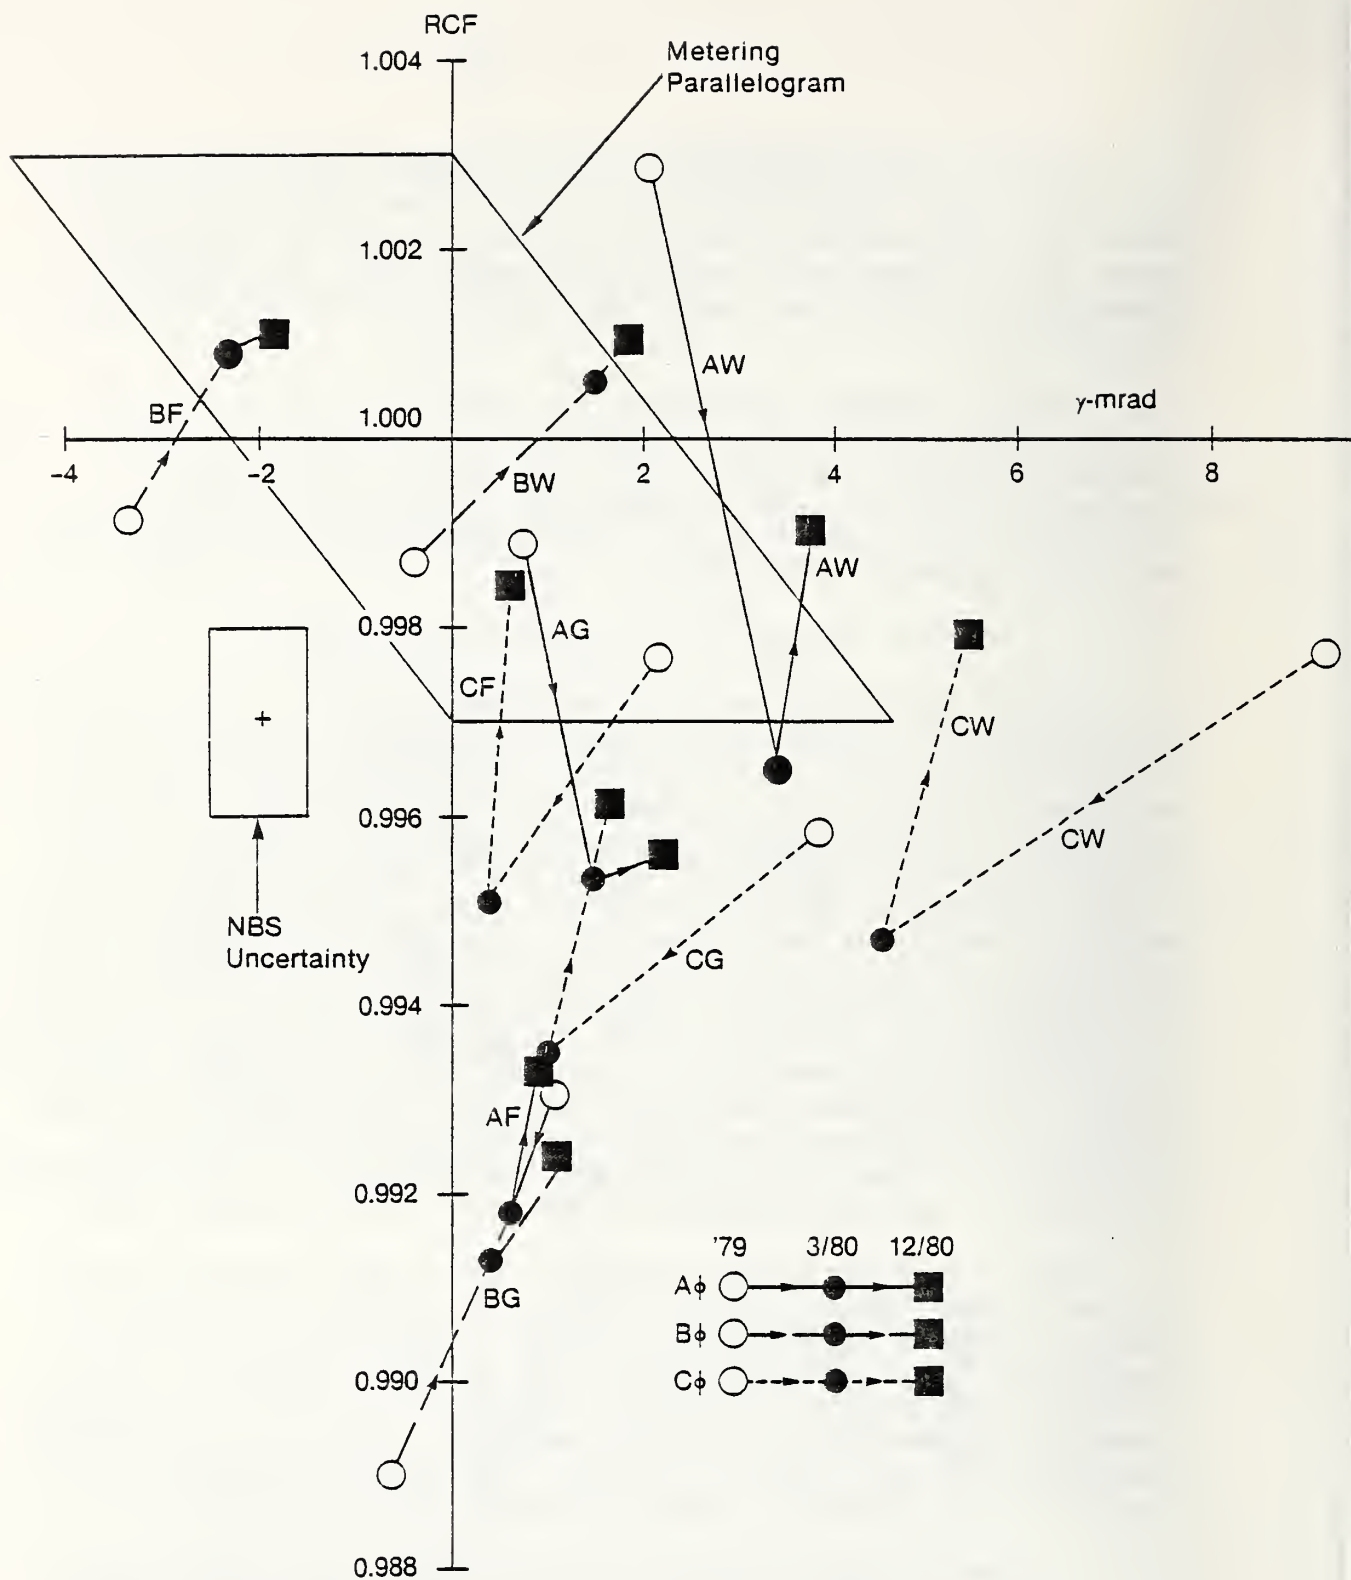 RCF
1.004
Metering
Parallelogram
1.002
AW
BF
1.000
γ-mrad
-4
-2
2
4
6
8
BW
AW
AG
0.998
CF
CW
0.996
CW
NBS
Uncertainty
CG
0.994
AF
0.992
BG
'79 3/80 12/80
Aϕ
Bϕ
Cϕ
0.990
0.988